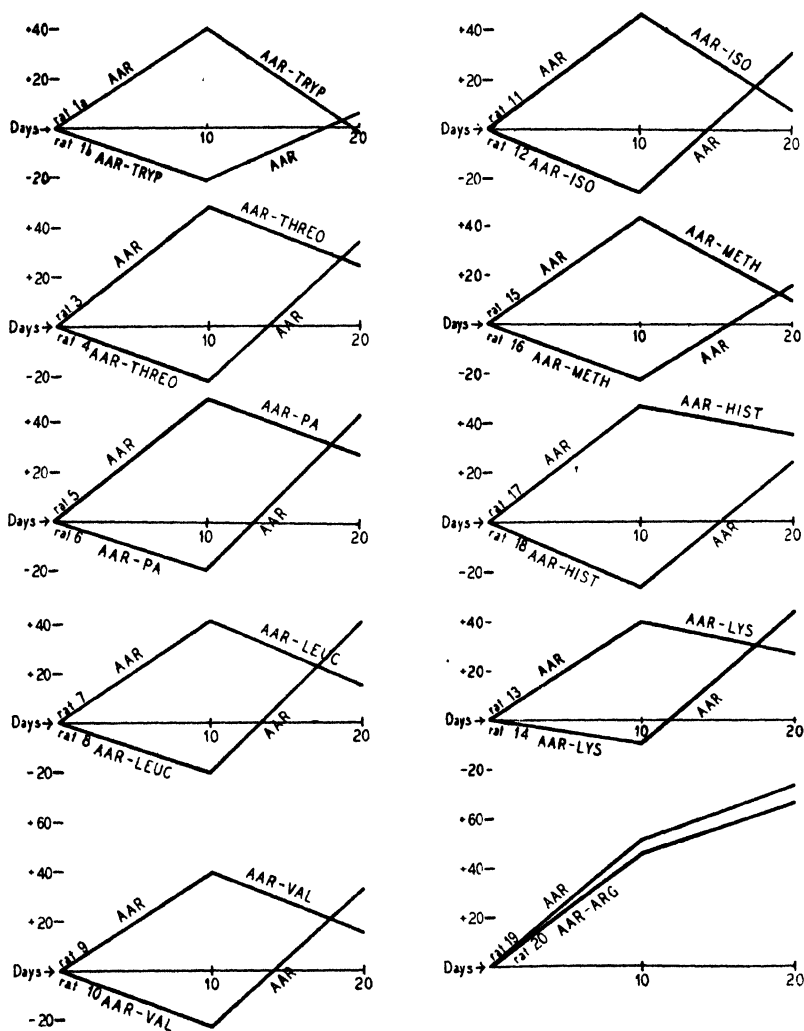 +40
AAR
AAR-TRYP
+20
rat 1a
Days→
10
20
rat 1b AAR-TRYP
AAR
-20
+40
AAR-THREO
AAR
+20
rat 3
Days→
10
20
rat 4 AAR-THREO
AAR
-20
+40
AAR-PA
AAR
+20
rat 5
Days→
10
20
rat 6
AAR-PA
AAR
-20
+40
AAR-LEUC
AAR
+20
rat 7
Days→
10
20
rat 8 AAR-LEUC
AAR
-20
+60
+40
AAR-VAL
AAR
+20
rat 9
Days→
10
20
rat 10 AAR-VAL
AAR
-20
+40
AAR-ISO
AAR
+20
rat 11
Days→
10
20
rat 12 AAR-ISO
AAR
-20
+40
AAR-METH
AAR
+20
rat 15
Days→
10
20
rat 16
AAR-METH
AAR
-20
+40
AAR-HIST
AAR
+20
rat 17
Days→
10
20
rat 18 AAR-HIST
AAR
-20
+40
AAR-LYS
AAR
+20
rat 13
Days→
10
20
rat 14
AAR-LYS
AAR
-20
+60
+40
AAR
+20
rat 19
rat 20
AAR-ARG
Days→
10
20